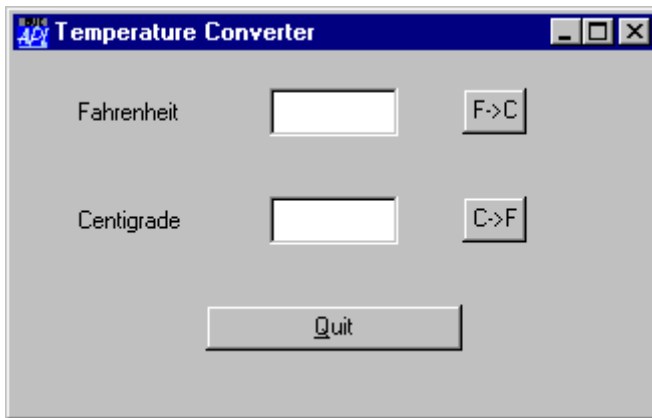 Temperature Converter
Fahrenheit F->C
Centigrade C->F
Quit